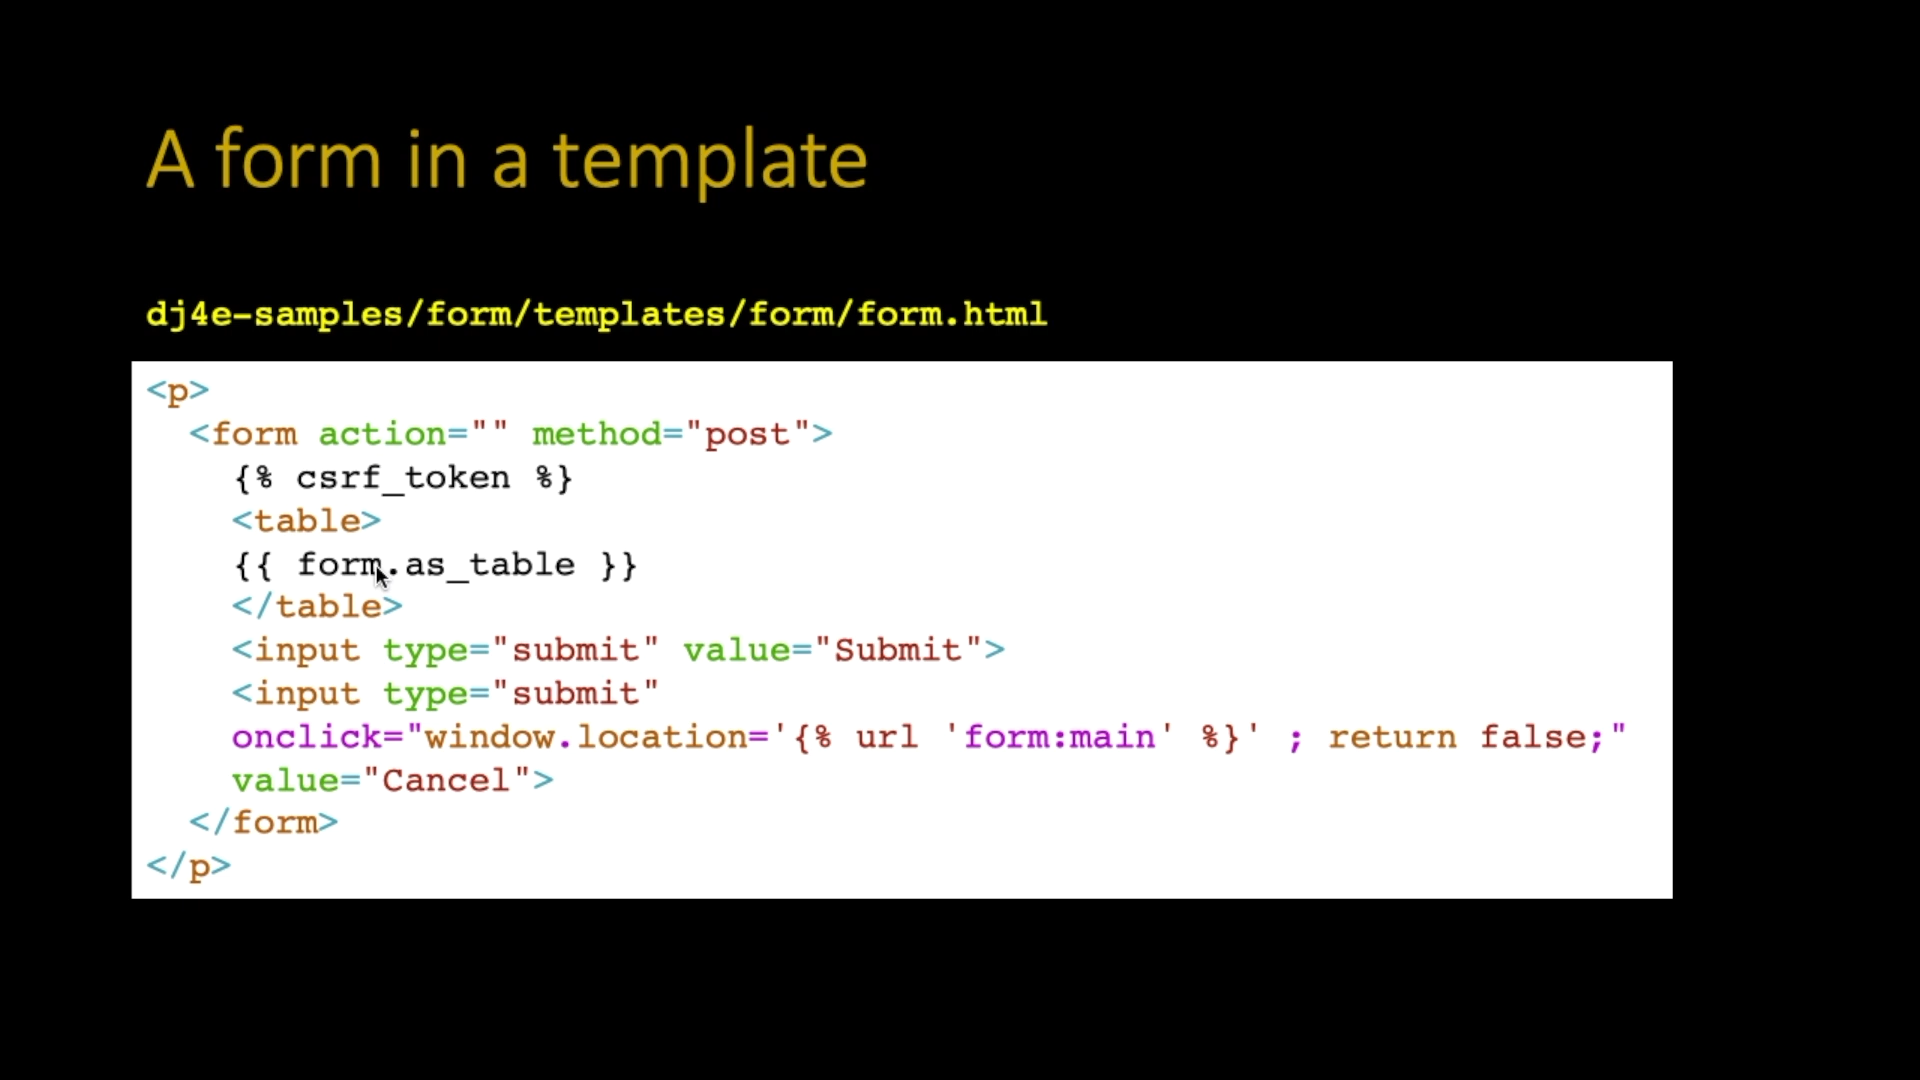 A form in a template
dj4e-samples/form/templates/form/form.html
<p>
<form action="" method="post">
{% csrf_token %}
<table>
{{ form.as_table }}
</table>
<input type="submit" value="Submit">
<input type="submit"
onclick="window.location='{% url 'form:main' %}' ; return false;"
value="Cancel">
</form>
</p>